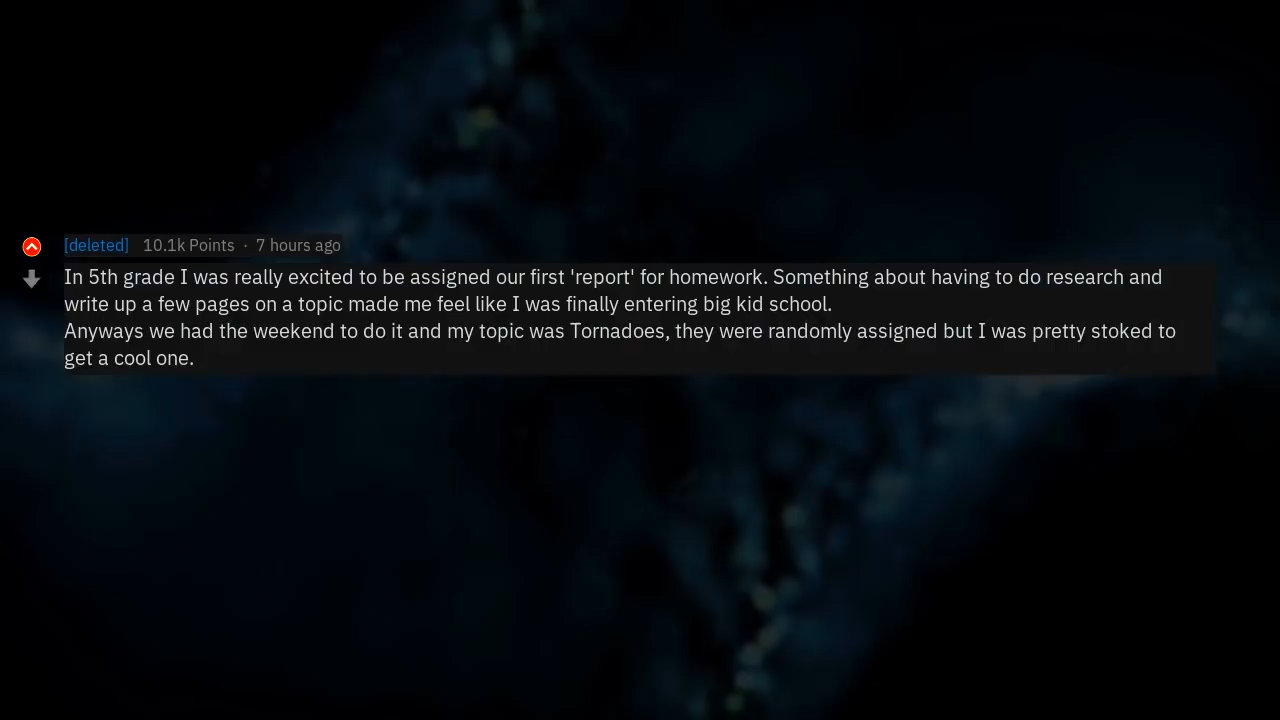 [deleted] 10.1k Points · 7 hours ago
In 5th grade I was really excited to be assigned our first 'report' for homework. Something about having to do research and
write up a few pages on a topic made me feel like I was finally entering big kid school.
Anyways we had the weekend to do it and my topic was Tornadoes, they were randomly assigned but I was pretty stoked to
get a cool one.